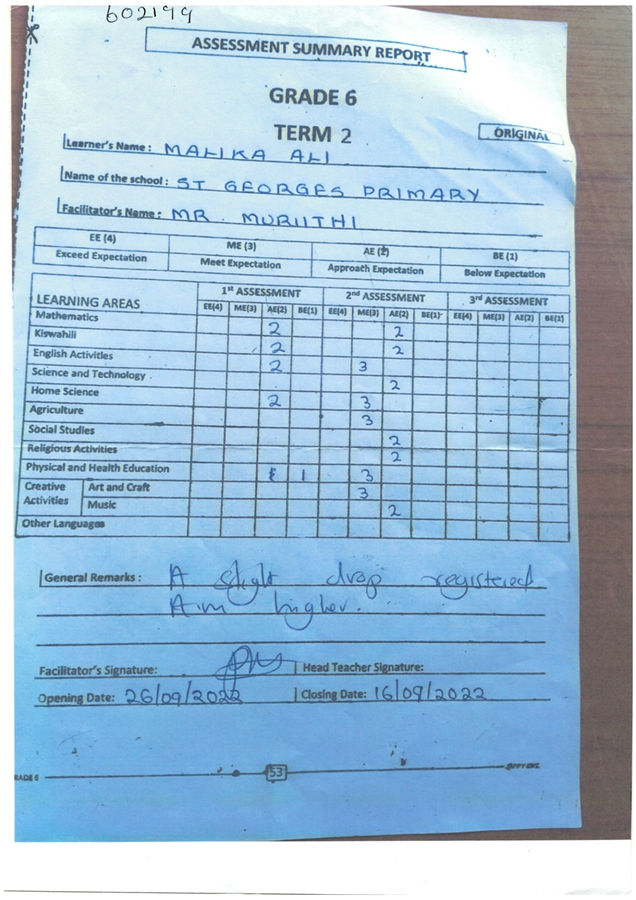 602199
ASSESSMENT SUMMARY REPORT
GRADE 6
TERM 2
ORIGINAL
Learner's Name : MALIKA ALI
Name of the school : ST GEORGES PRIMARY
Facilitator's Name : MR. MURIITHI
EE (4) ME (3) AE (2) BE (1)
Exceed Expectation Meet Expectation Approach Expectation Below Expectation
LEARNING AREAS 1st ASSESSMENT 2nd ASSESSMENT 3rd ASSESSMENT
EE(4) ME(3) AE(2) BE(1) EE(4) ME(3) AE(2) BE(1) EE(4) ME(3) AE(2) BE(1)
Mathematics 2 2
Kiswahili 2 2
English Activities 2 3
Science and Technology 2
Home Science 2 3
Agriculture 3
Social Studies 2
Religious Activities 2
Physical and Health Education 1 3
Creative Activities Art and Craft 3
Music 2
Other Languages
General Remarks : A slight drop registered
Aim higher.
Facilitator's Signature: Head Teacher Signature:
Opening Date: 26/09/2022 Closing Date: 16/09/2022
53